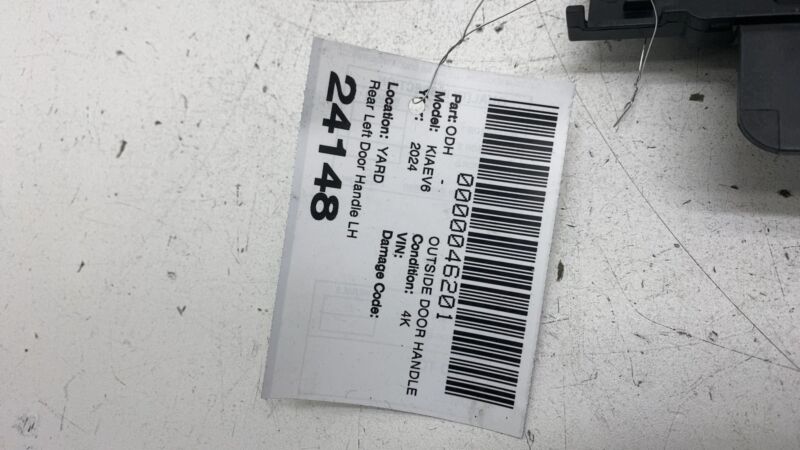 0000046201
Part: ODH - OUTSIDE DOOR HANDLE
Model: KIAEV6 Condition: 4K
2024 VIN:
Damage Code:
Location: YARD
Rear Left Door Handle LH
24148